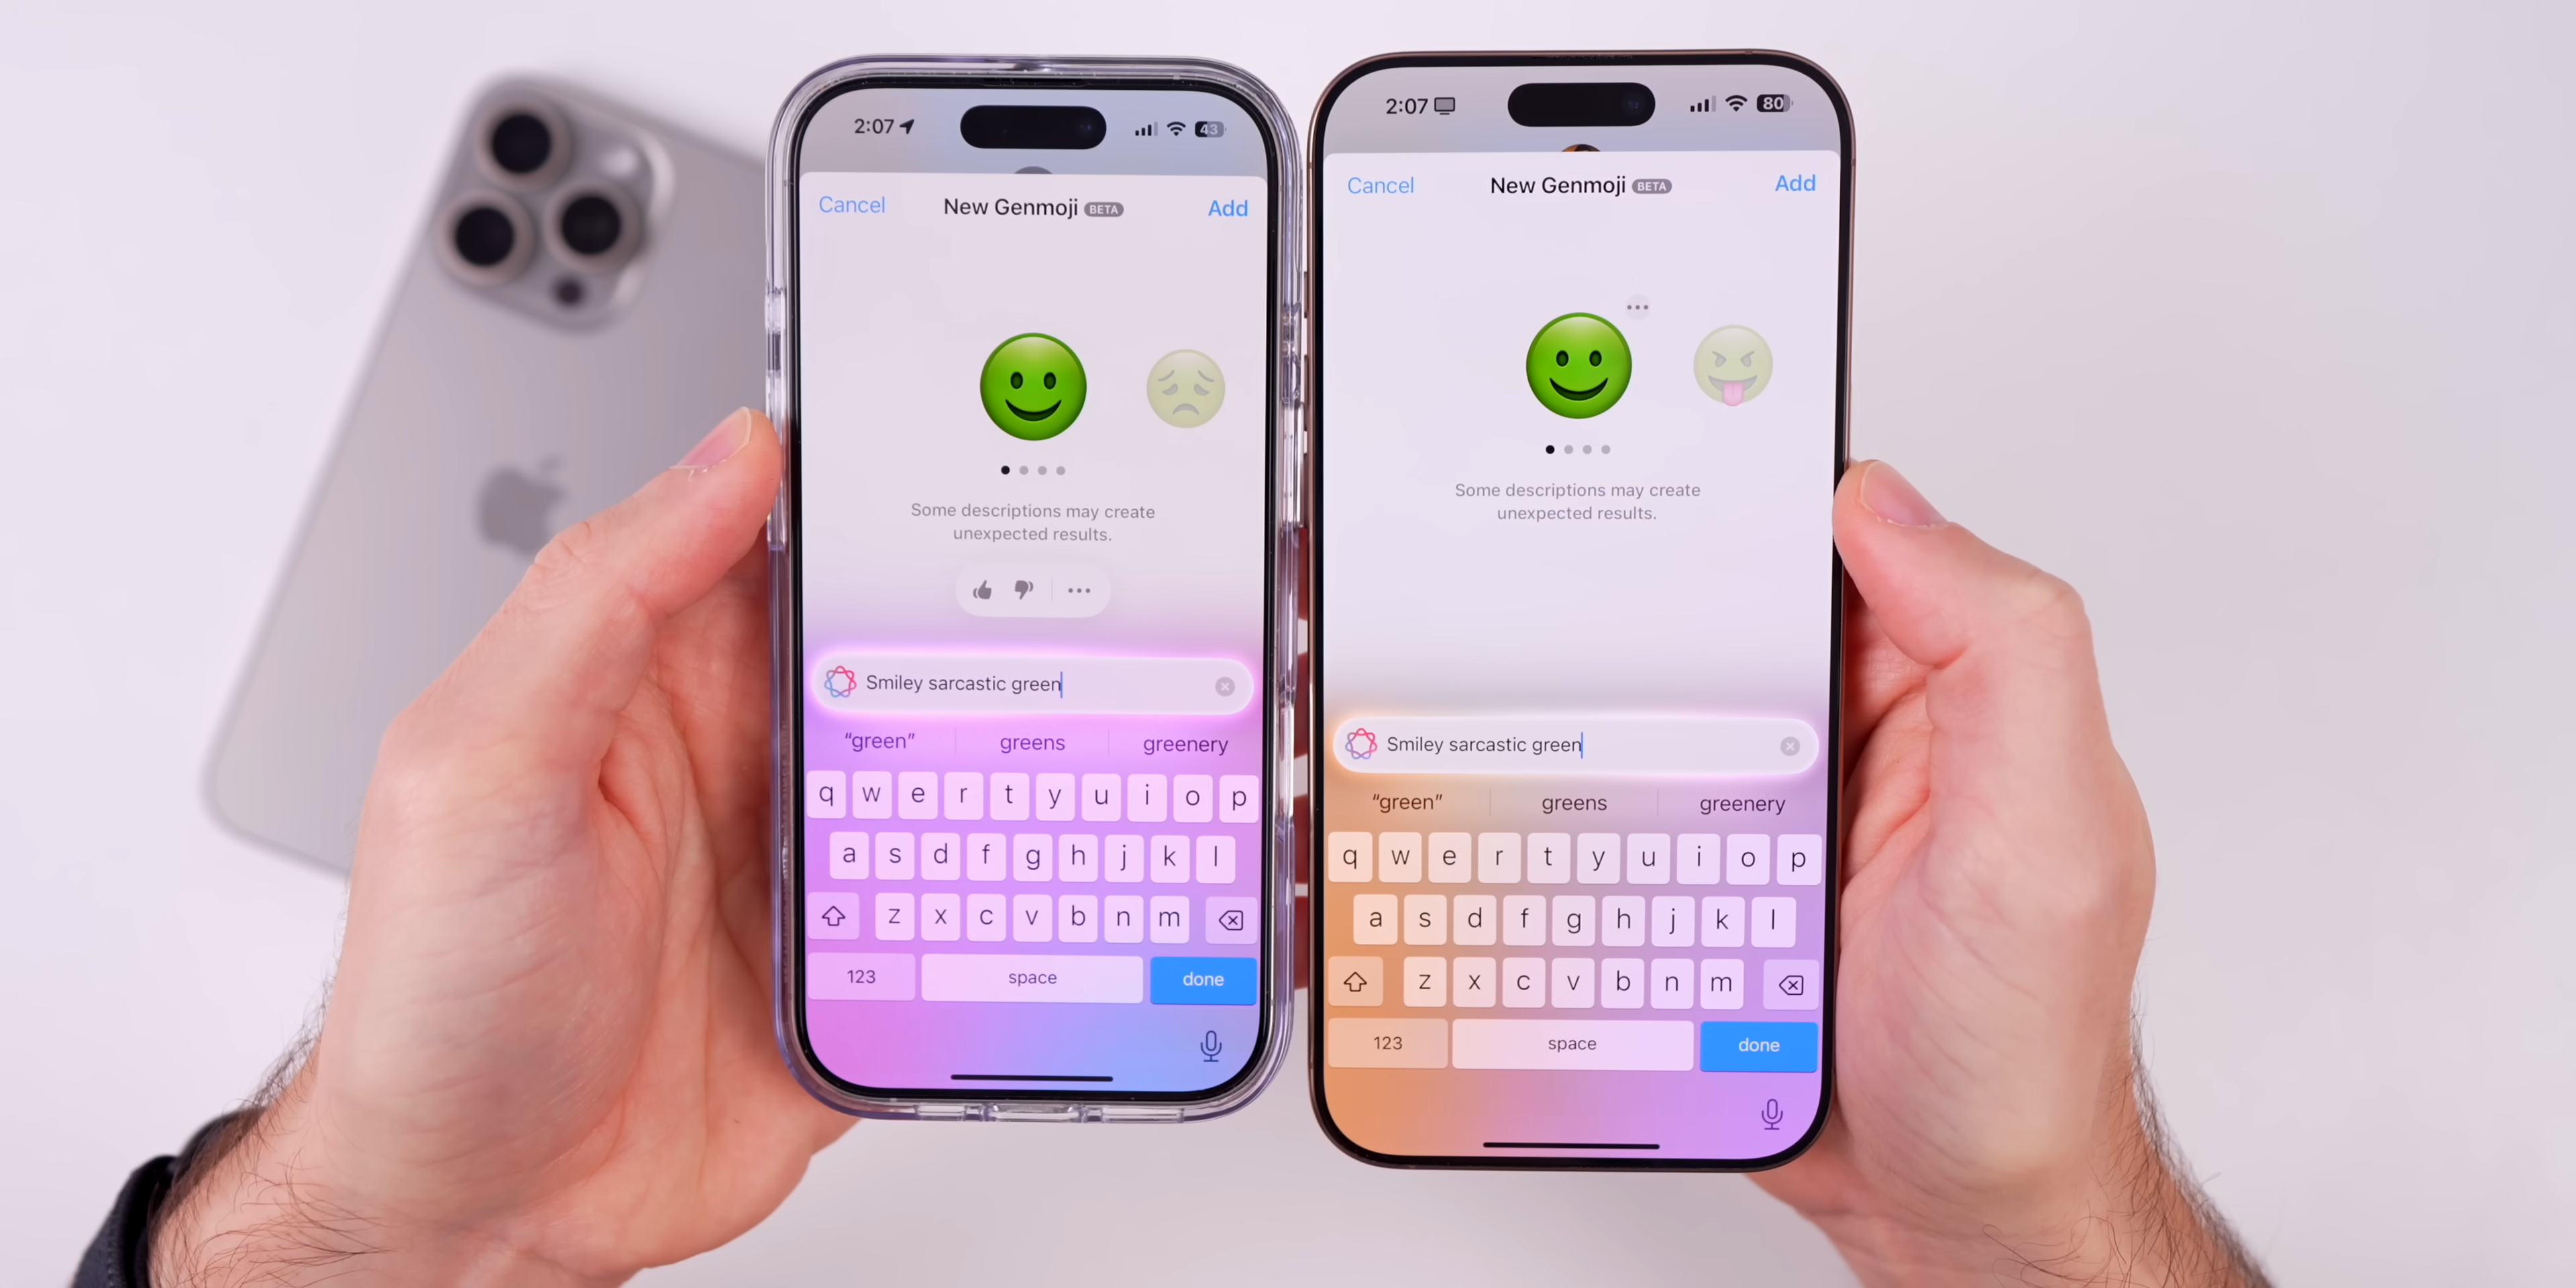 2:07
43
Cancel
New Genmoji BETA
Add
Some descriptions may create
unexpected results.
Smiley sarcastic green
“green” greens greenery
q w e r t y u i o p
a s d f g h j k l
z x c v b n m
123 space done
2:07
80
Cancel
New Genmoji BETA
Add
Some descriptions may create
unexpected results.
Smiley sarcastic green
“green” greens greenery
q w e r t y u i o p
a s d f g h j k l
z x c v b n m
123 space done